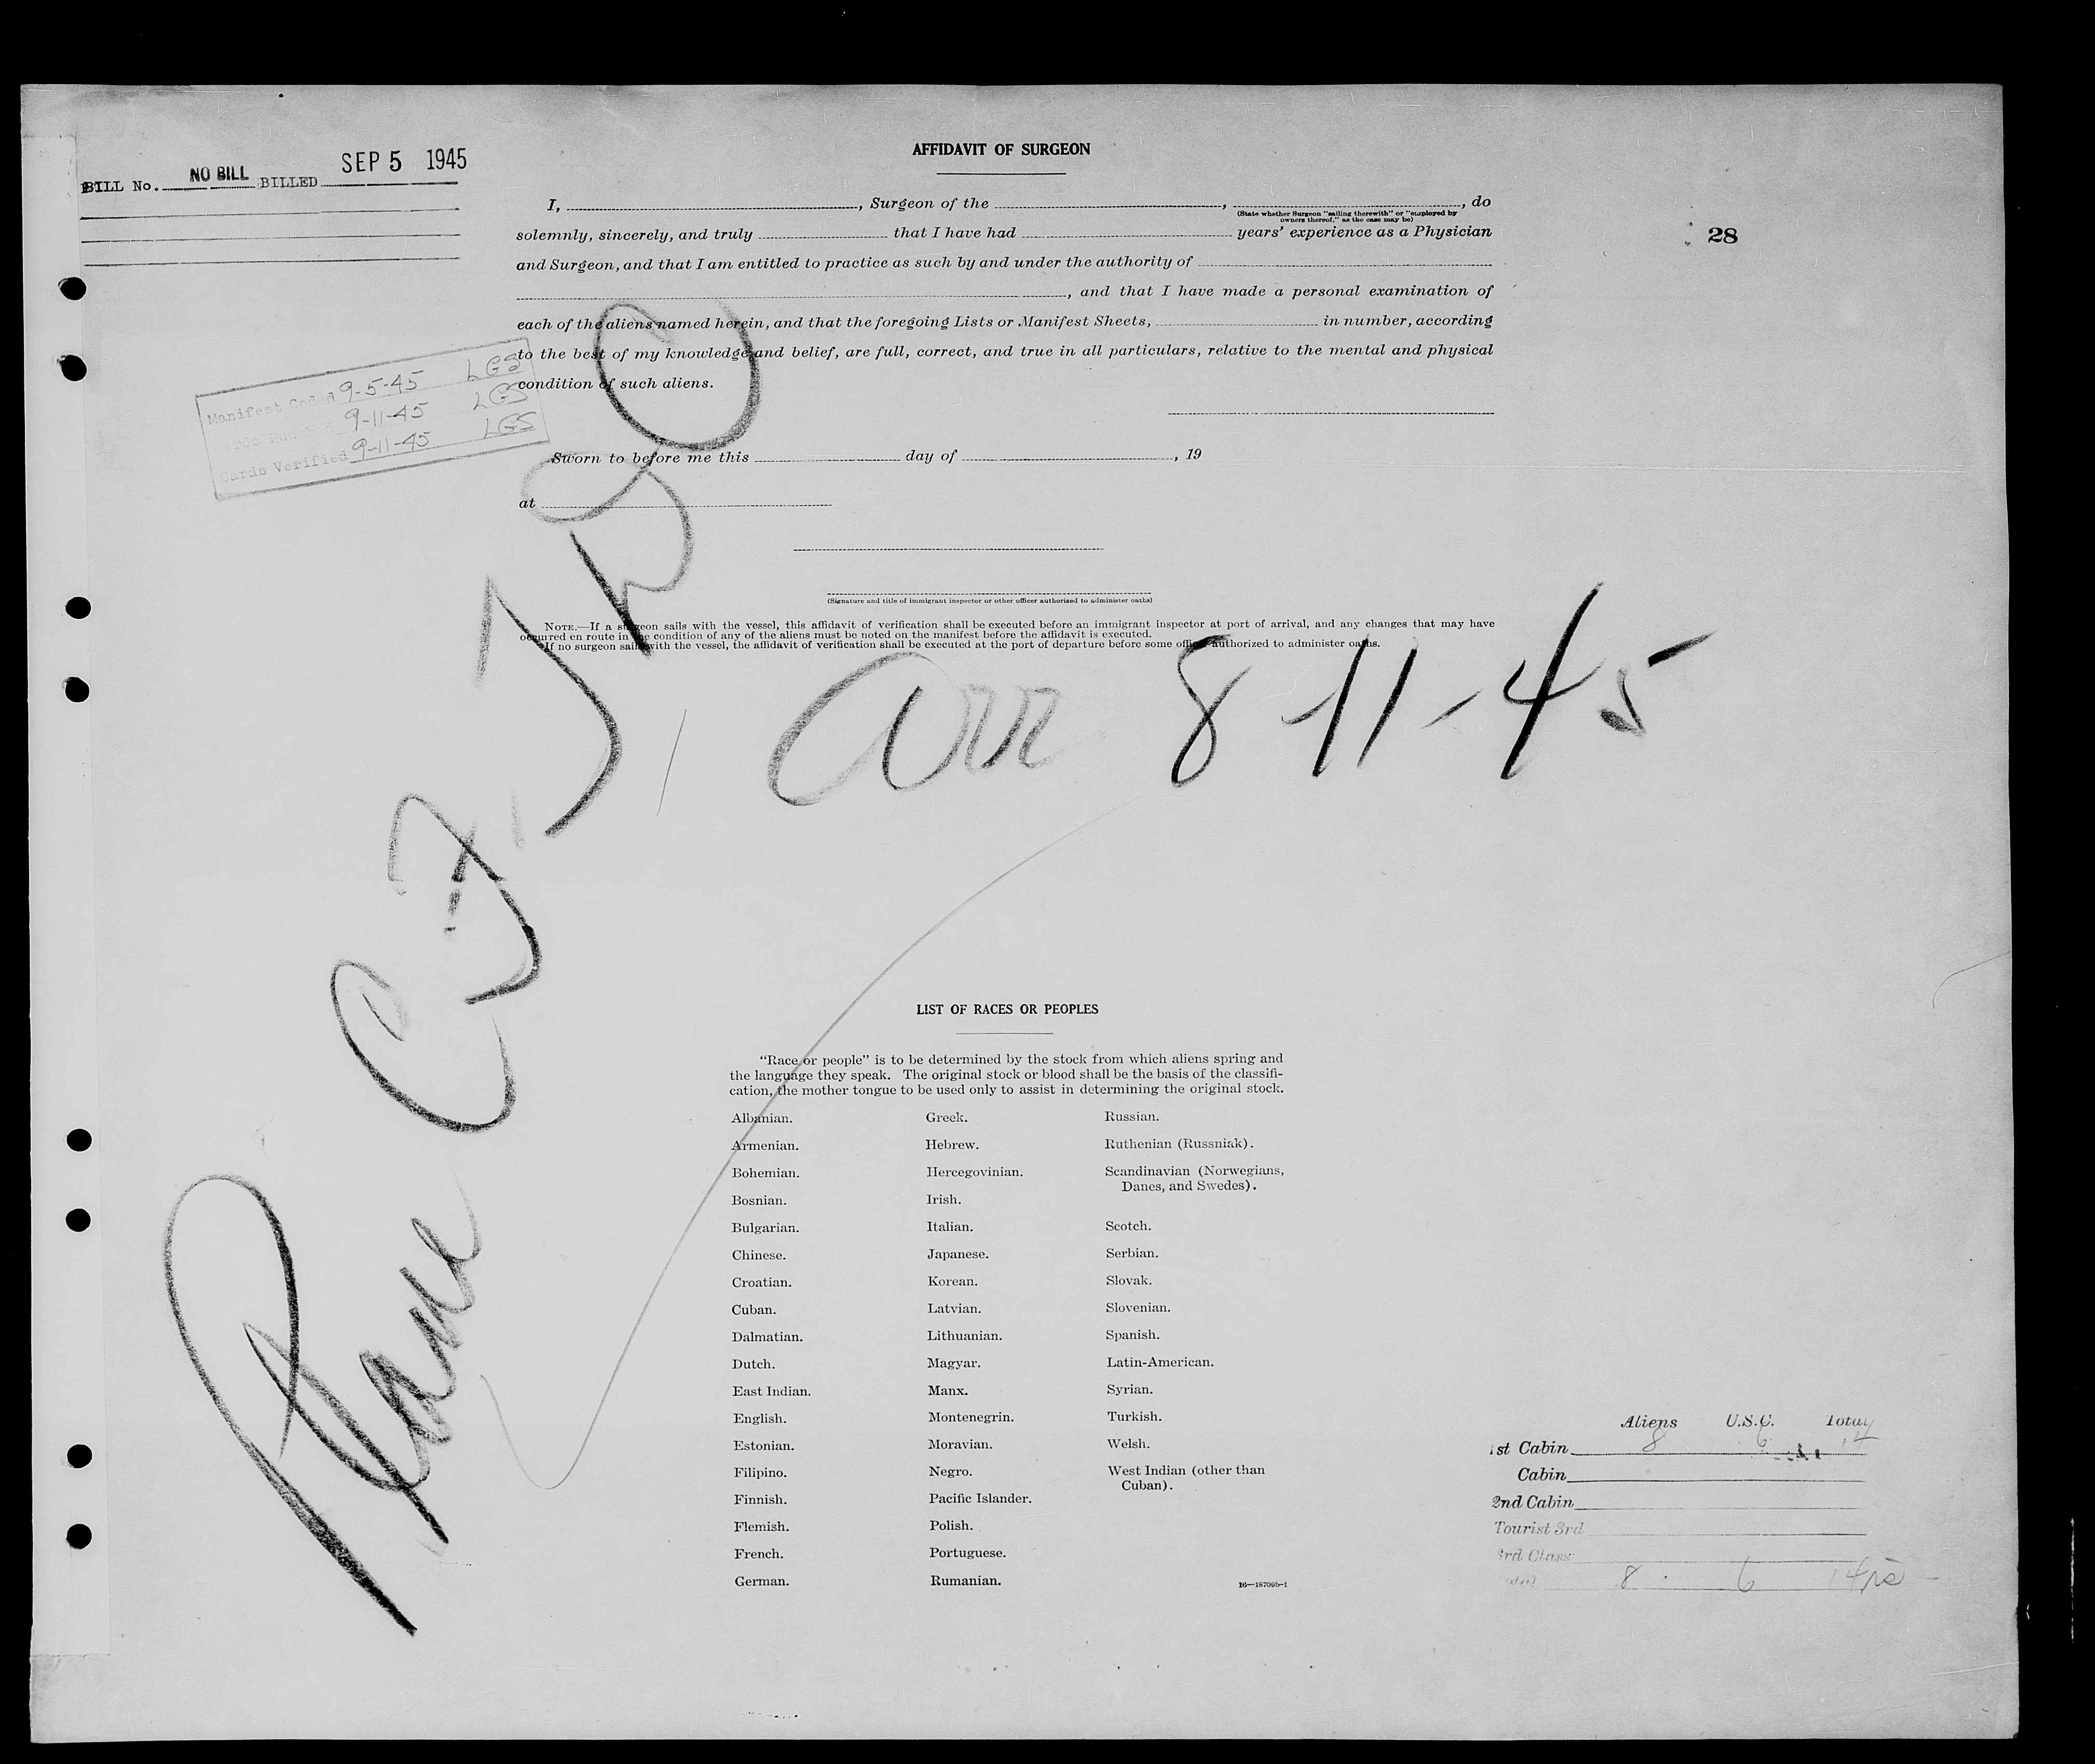 SEP 5 1945
BILL No. NO BILL BILLED
AFFIDAVIT OF SURGEON
I, , Surgeon of the , , do
(State whether Surgeon "sailing therewith" or "employed by
owners thereof," as the case may be)
solemnly, sincerely, and truly that I have had years' experience as a Physician
and Surgeon, and that I am entitled to practice as such by and under the authority of
, and that I have made a personal examination of
each of the aliens named herein, and that the foregoing Lists or Manifest Sheets, in number, according
to the best of my knowledge and belief, are full, correct, and true in all particulars, relative to the mental and physical
condition of such aliens.
28
Manifest Coded 9-5-45 LGS
9-11-45 LGS
Cards Verified 9-11-45 LGS
Sworn to before me this day of , 19
at
(Signature and title of immigrant inspector or other officer authorized to administer oaths)
NOTE.—If a surgeon sails with the vessel, this affidavit of verification shall be executed before an immigrant inspector at port of arrival, and any changes that may have
occurred en route in the condition of any of the aliens must be noted on the manifest before the affidavit is executed.
If no surgeon sails with the vessel, the affidavit of verification shall be executed at the port of departure before some officer authorized to administer oaths.
Plane
Arr 8-11-45
LIST OF RACES OR PEOPLES
"Race or people" is to be determined by the stock from which aliens spring and
the language they speak. The original stock or blood shall be the basis of the classifi-
cation, the mother tongue to be used only to assist in determining the original stock.
Albanian.
Armenian.
Bohemian.
Bosnian.
Bulgarian.
Chinese.
Croatian.
Cuban.
Dalmatian.
Dutch.
East Indian.
English.
Estonian.
Filipino.
Finnish.
Flemish.
French.
German.
Greek.
Hebrew.
Hercegovinian.
Irish.
Italian.
Japanese.
Korean.
Latvian.
Lithuanian.
Magyar.
Manx.
Montenegrin.
Moravian.
Negro.
Pacific Islander.
Polish.
Portuguese.
Rumanian.
Russian.
Ruthenian (Russniak).
Scandinavian (Norwegians,
Danes, and Swedes).
Scotch.
Serbian.
Slovak.
Slovenian.
Spanish.
Latin-American.
Syrian.
Turkish.
Welsh.
West Indian (other than
Cuban).
16—18709b-1
Aliens U.S.C. Total
1st Cabin 8 6 14
Cabin
2nd Cabin
Tourist 3rd
3rd Class
8 6 14